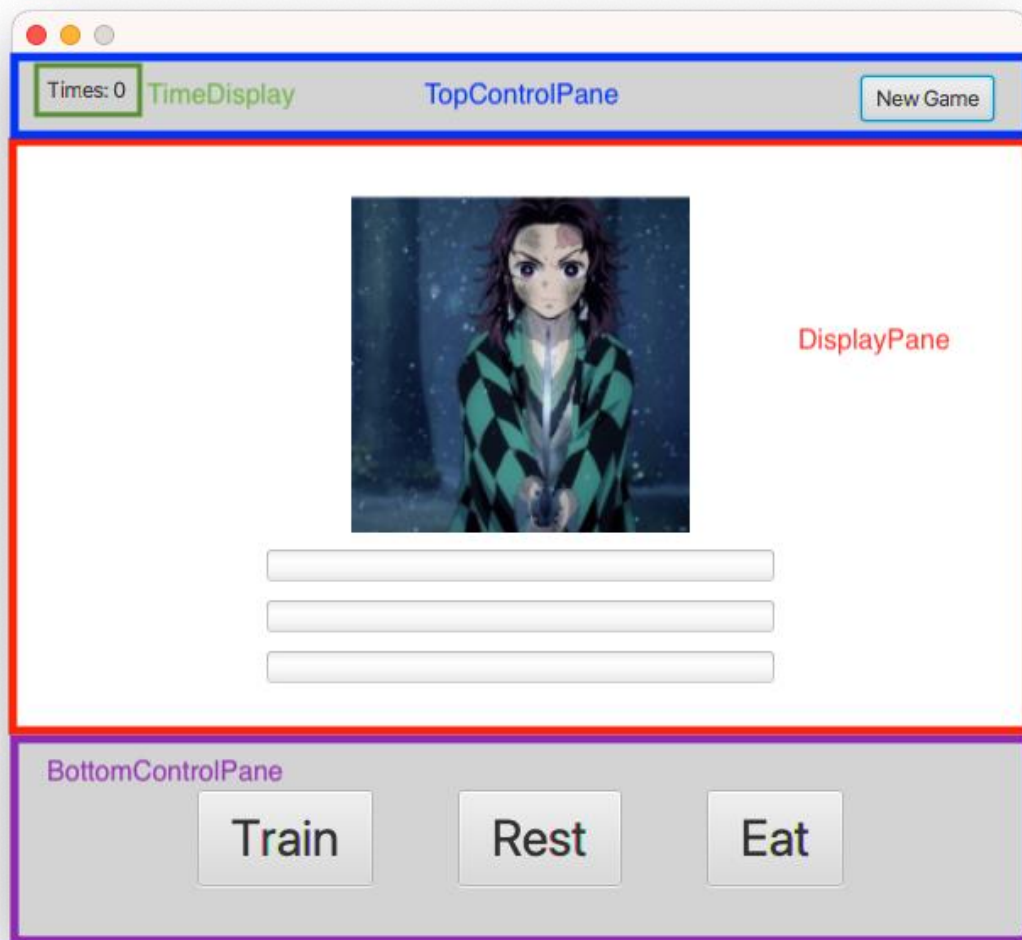 Times: 0 TimeDisplay TopControlPane New Game
DisplayPane
BottomControlPane
Train Rest Eat